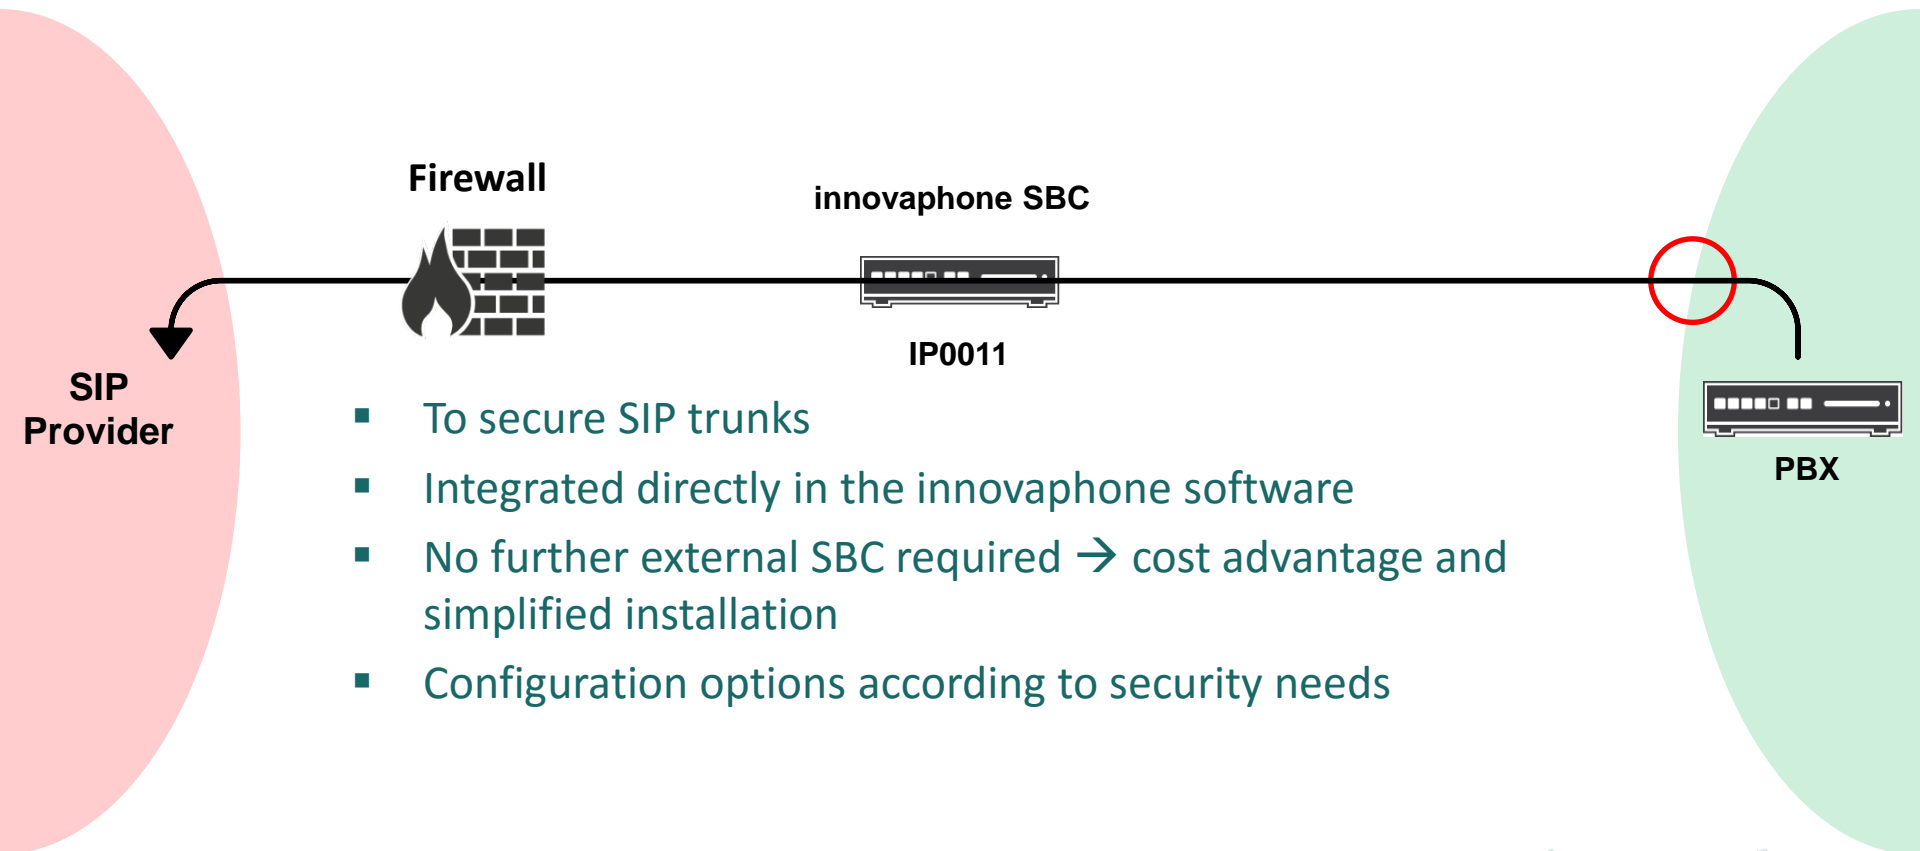 Firewall
innovaphone SBC
IP0011
SIP
Provider
PBX
▪ To secure SIP trunks
▪ Integrated directly in the innovaphone software
▪ No further external SBC required → cost advantage and
simplified installation
▪ Configuration options according to security needs